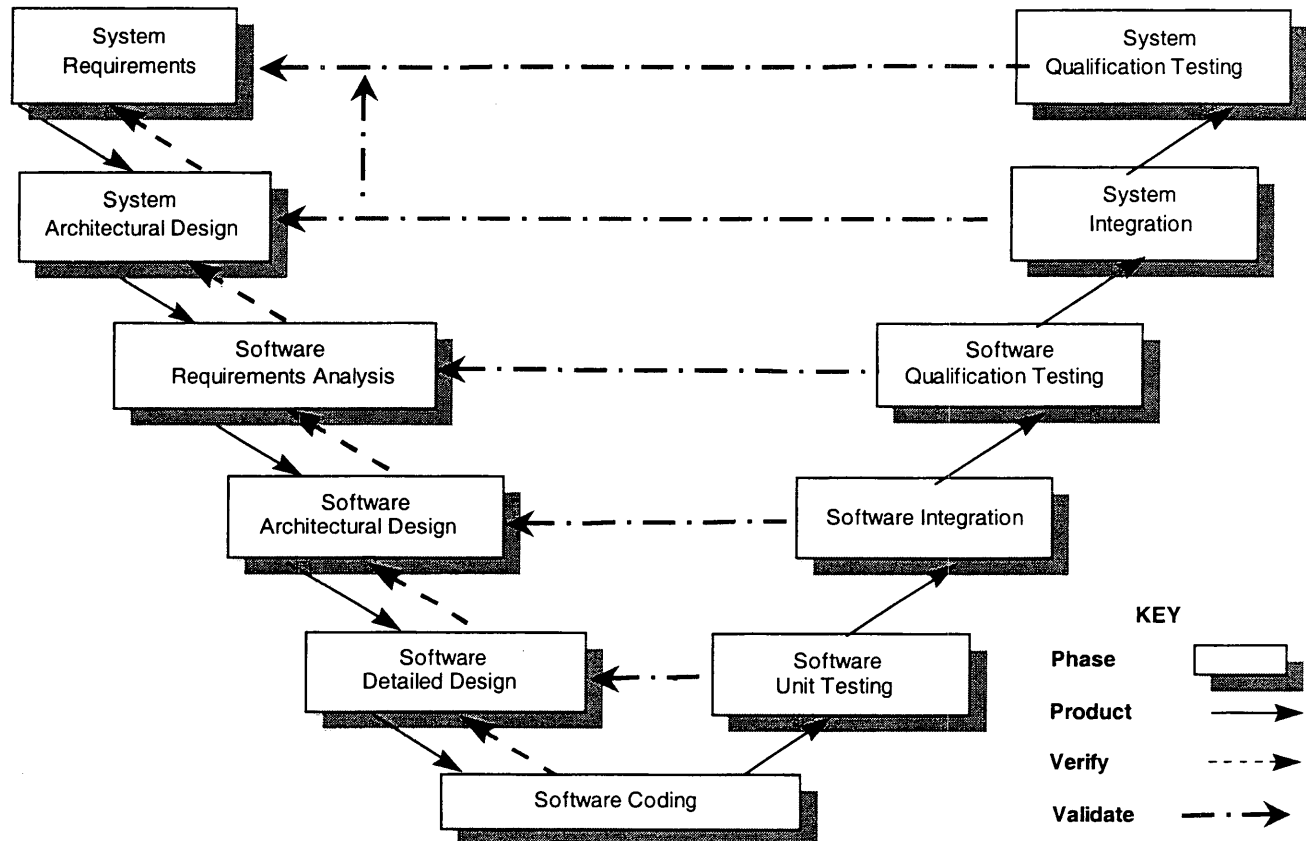 System
Requirements
System
Qualification Testing
System
Architectural Design
System
Integration
Software
Requirements Analysis
Software
Qualification Testing
Software
Architectural Design
Software Integration
Software
Detailed Design
Software
Unit Testing
Software Coding
KEY
Phase
Product
Verify
Validate